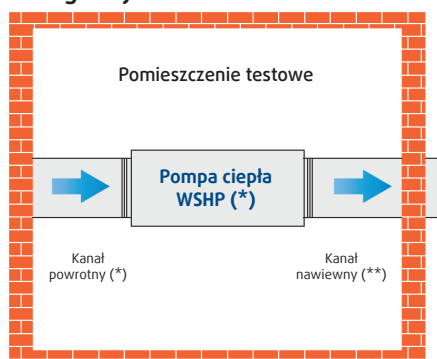 Pomieszczenie testowe
Pompa ciepła
WSHP (*)
Kanał
powrotny (*)
Kanał
nawiewny (**)